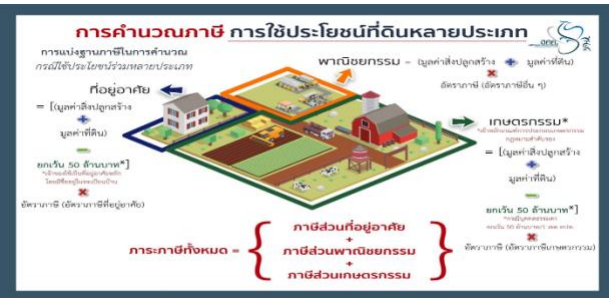 การคำนวณภาษี การใช้ประโยชน์ที่ดินหลายประเภท
การแบ่งฐานภาษีในการคำนวณ
กรณีใช้ประโยชน์ร่วมหลายประเภท
พาณิชยกรรม = (มูลค่าสิ่งปลูกสร้าง + มูลค่าที่ดิน)
×
อัตราภาษี (อัตราภาษีอื่น ๆ)
ที่อยู่อาศัย
= [(มูลค่าสิ่งปลูกสร้าง
+
มูลค่าที่ดิน)
-
ยกเว้น 50 ล้านบาท*]
×
อัตราภาษี (อัตราภาษีที่อยู่อาศัย)
เกษตรกรรม*
= [(มูลค่าสิ่งปลูกสร้าง
+
มูลค่าที่ดิน)
-
ยกเว้น 50 ล้านบาท*]
×
อัตราภาษี (อัตราภาษีเกษตรกรรม)
ภาระภาษีทั้งหมด = {
ภาษีส่วนที่อยู่อาศัย
+
ภาษีส่วนพาณิชยกรรม
+
ภาษีส่วนเกษตรกรรม
}